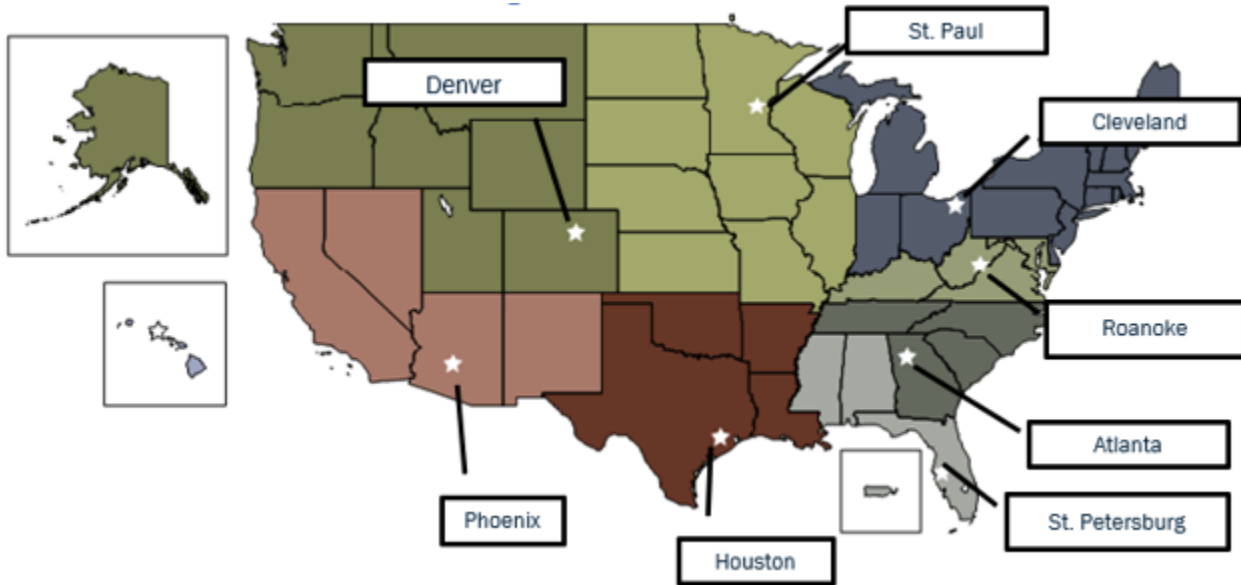 St. Paul
Denver
Cleveland
Roanoke
Atlanta
Phoenix
St. Petersburg
Houston